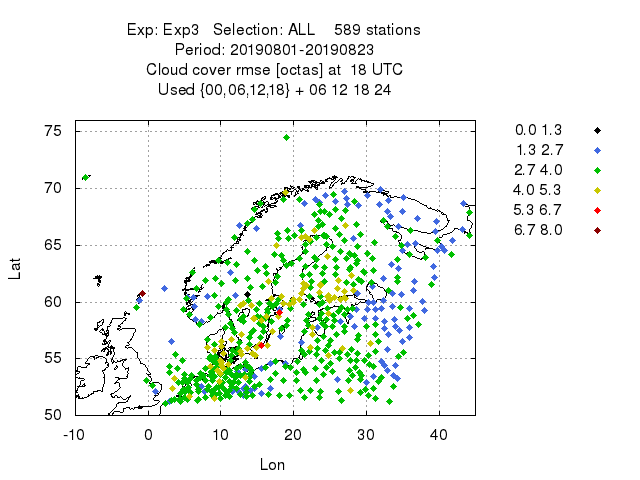 Exp: Exp3 Selection: ALL 589 stations
Period: 20190801-20190823
Cloud cover rmse [octas] at 18 UTC
Used {00,06,12,18} + 06 12 18 24
75
70
65
60
55
50
-10 0 10 20 30 40
Lat
Lon
0.0 1.3
1.3 2.7
2.7 4.0
4.0 5.3
5.3 6.7
6.7 8.0